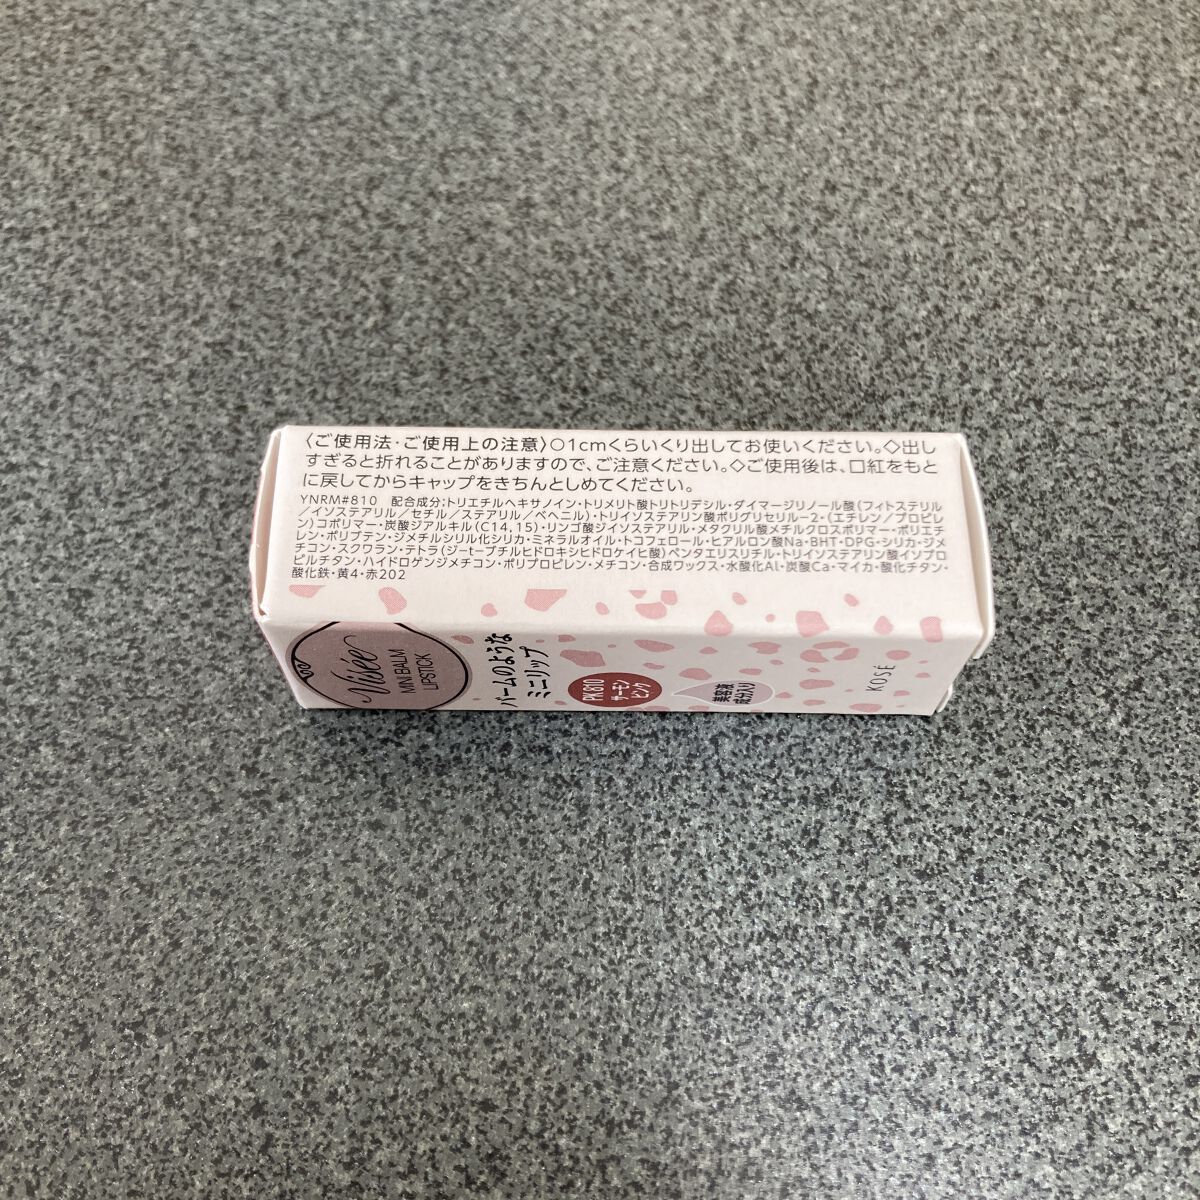 〈ご使用法・ご使用上の注意〉○1cmくらいくり出してお使いください。◇出し
すぎると折れることがありますので、ご注意ください。◇ご使用後は、口紅をもと
に戻してからキャップをきちんとしめてください。
YNRM#810 配合成分;トリエチルヘキサノイン・トリメリト酸トリトリデシル・ダイマージリノール酸(フィトステリル
/イソステアリル/セチル/ステアリル/ベヘニル)・トリイソステアリン酸ポリグリセリル-2・(エチレン/プロピレ
ン)コポリマー・炭酸ジアルキル(C14,15)・リンゴ酸ジイソステアリル・メタクリル酸メチルクロスポリマー・ポリエチ
レン・ポリブテン・ジメチルシリル化シリカ・ミネラルオイル・トコフェロール・ヒアルロン酸Na・BHT・DPG・シリカ・ジメ
チコン・スクワラン・テトラ(ジ-t-ブチルヒドロキシヒドロケイヒ酸)ペンタエリスリチル・トリイソステアリン酸イソプロ
ピルチタン・ハイドロゲンジメチコン・ポリプロピレン・メチコン・合成ワックス・水酸化Al・炭酸Ca・マイカ・酸化チタン・
酸化鉄・黄4・赤202
Visée
MINI BALM
LIPSTICK
バームのような
ミニリップ
PK810
サーモン
ピンク
美容液
成分入り
KOSÉ